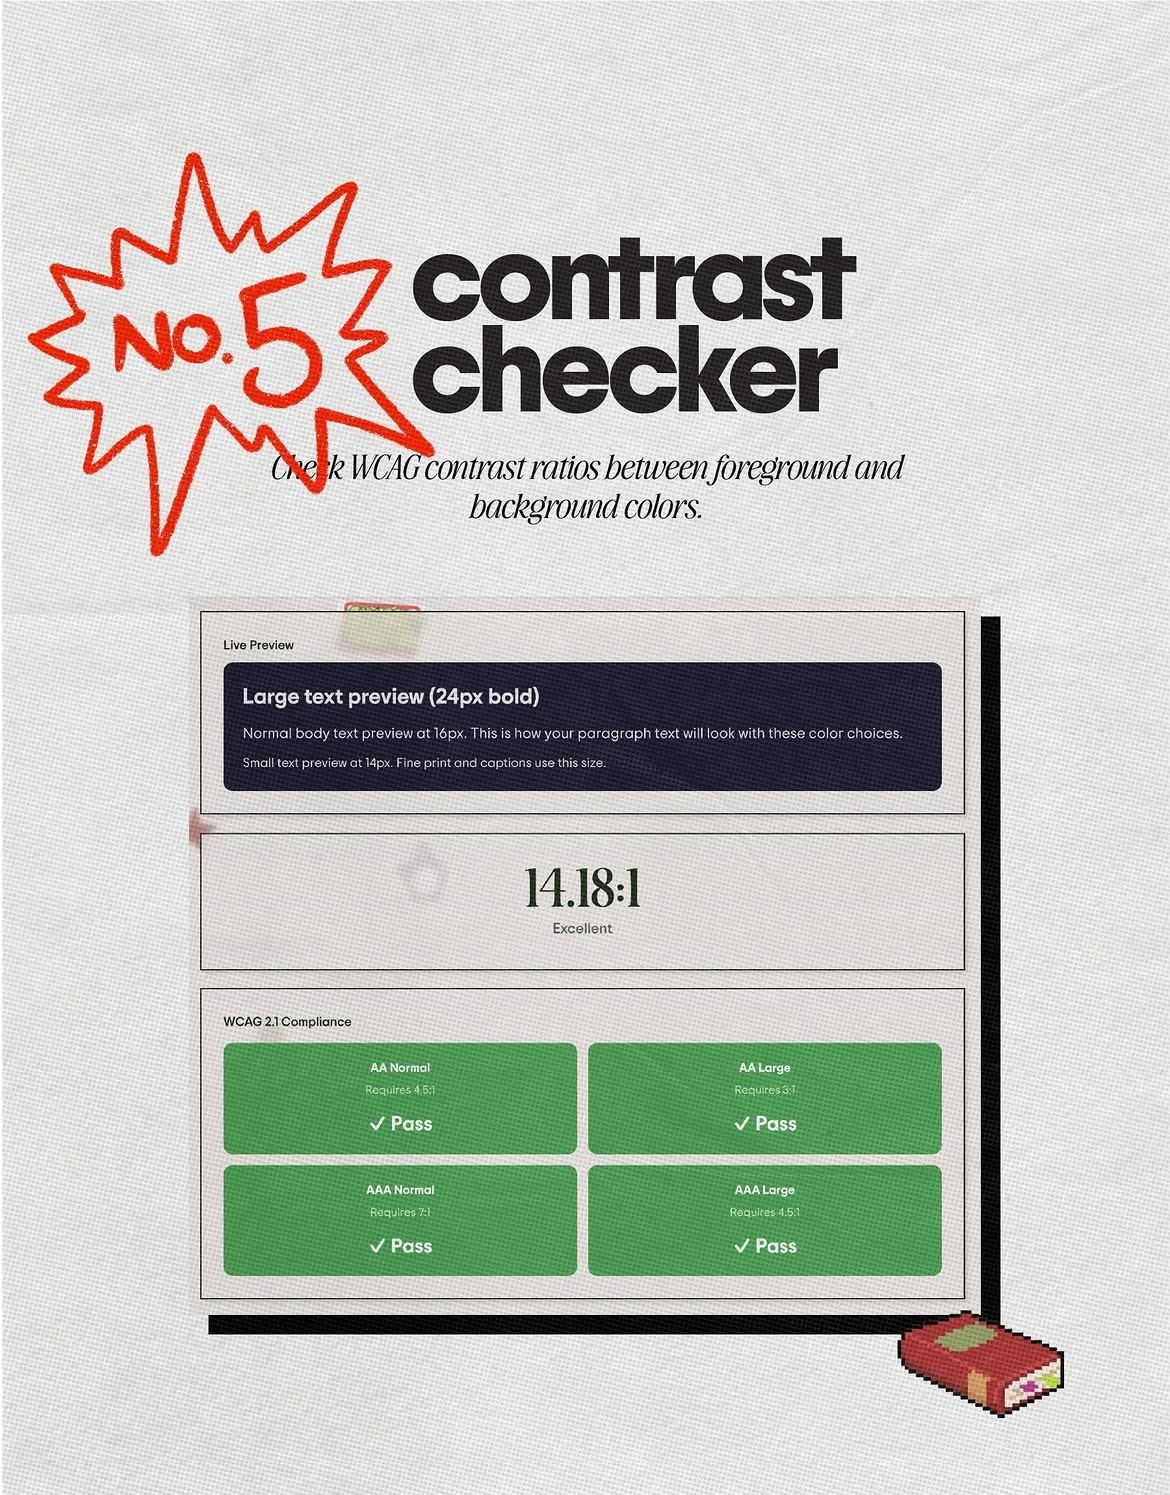 No.5
contrast
checker
Check WCAG contrast ratios between foreground and
background colors.
Live Preview
Large text preview (24px bold)
Normal body text preview at 16px. This is how your paragraph text will look with these color choices.
Small text preview at 14px. Fine print and captions use this size.
14.18:1
Excellent
WCAG 2.1 Compliance
AA Normal
Requires 4.5:1
✓ Pass
AA Large
Requires 3:1
✓ Pass
AAA Normal
Requires 7:1
✓ Pass
AAA Large
Requires 4.5:1
✓ Pass